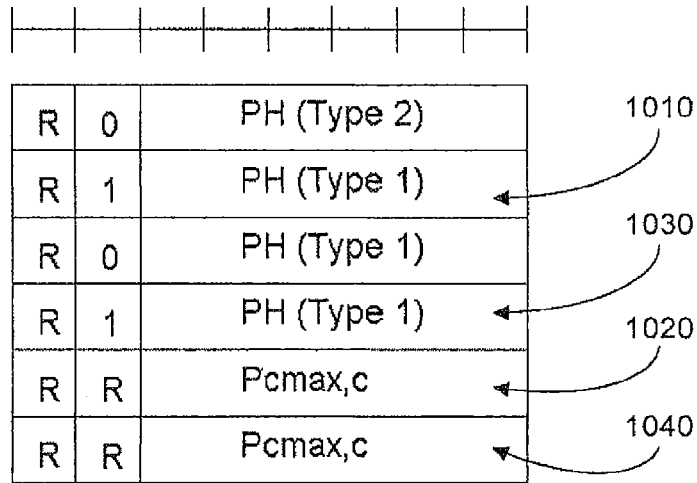 R 0 PH (Type 2)
1010
R 1 PH (Type 1)
R 0 PH (Type 1)
1030
R 1 PH (Type 1)
1020
R R Pcmax,c
R R Pcmax,c
1040